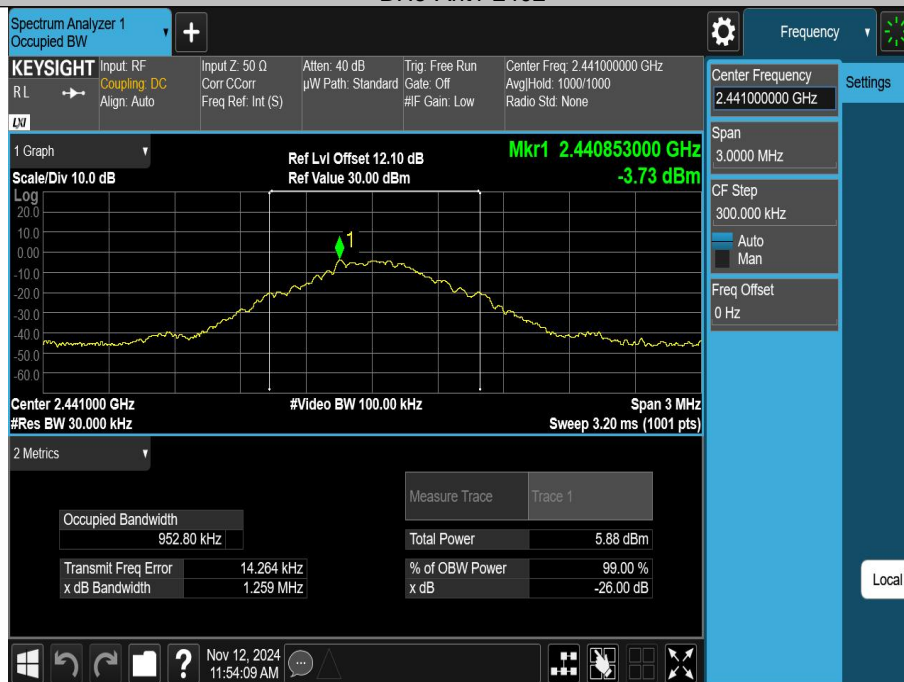 Spectrum Analyzer 1
Occupied BW
+
Frequency
KEYSIGHT
RL
LXI
Input: RF
Coupling: DC
Align: Auto
Input Z: 50 Ω
Corr CCorr
Freq Ref: Int (S)
Atten: 40 dB
µW Path: Standard
Trig: Free Run
Gate: Off
#IF Gain: Low
Center Freq: 2.441000000 GHz
Avg|Hold: 1000/1000
Radio Std: None
Center Frequency
2.441000000 GHz
Settings
Span
3.0000 MHz
CF Step
300.000 kHz
Auto
Man
Freq Offset
0 Hz
Local
1 Graph
Scale/Div 10.0 dB
Ref Lvl Offset 12.10 dB
Ref Value 30.00 dBm
Mkr1 2.440853000 GHz
-3.73 dBm
Log
20.0
10.0
0.00
-10.0
-20.0
-30.0
-40.0
-50.0
-60.0
1
Center 2.441000 GHz
#Res BW 30.000 kHz
#Video BW 100.00 kHz
Span 3 MHz
Sweep 3.20 ms (1001 pts)
2 Metrics
Measure Trace Trace 1
Occupied Bandwidth
952.80 kHz
Total Power 5.88 dBm
Transmit Freq Error 14.264 kHz
% of OBW Power 99.00 %
x dB Bandwidth 1.259 MHz
x dB -26.00 dB
?
Nov 12, 2024
11:54:09 AM